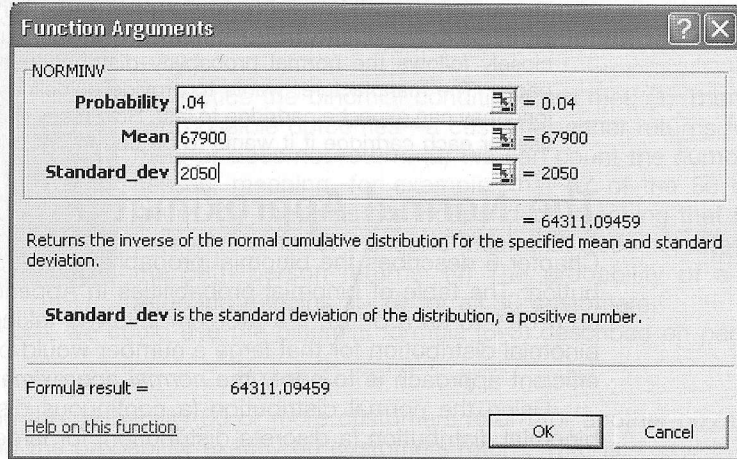 Function Arguments
NORMINV
Probability .04 = 0.04
Mean 67900 = 67900
Standard_dev 2050 = 2050
= 64311.09459
Returns the inverse of the normal cumulative distribution for the specified mean and standard
deviation.
Standard_dev is the standard deviation of the distribution, a positive number.
Formula result = 64311.09459
Help on this function
OK Cancel